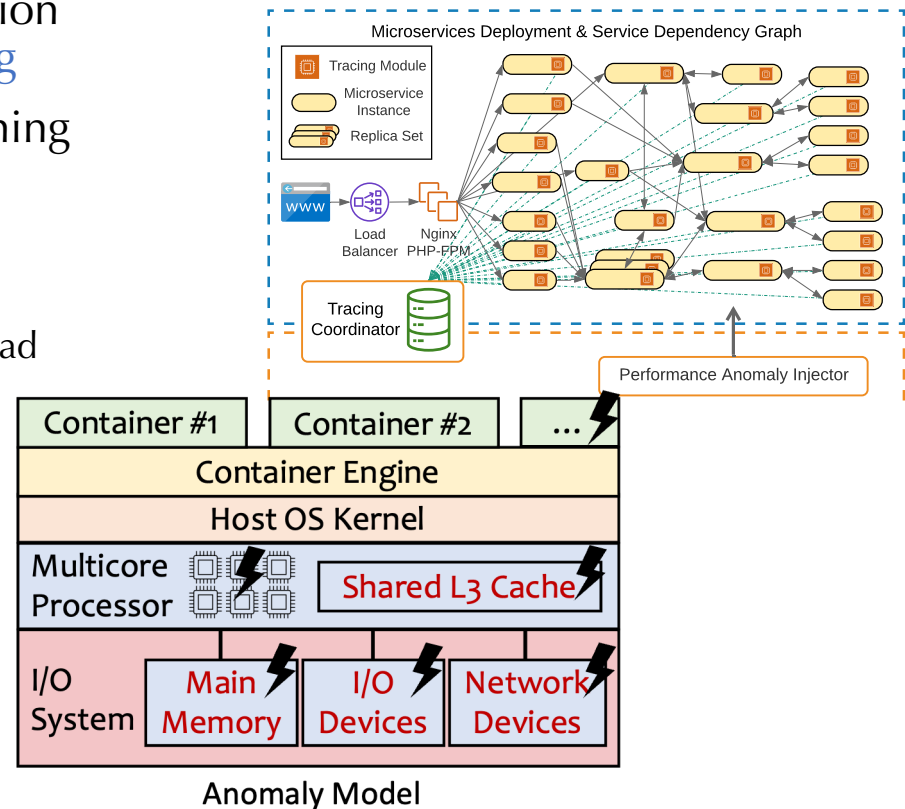 ion
g
ning
ad
Microservices Deployment & Service Dependency Graph
Tracing Module
Microservice
Instance
Replica Set
www
Load
Balancer
Nginx
PHP-FPM
Tracing
Coordinator
Performance Anomaly Injector
Container #1
Container #2
...
Container Engine
Host OS Kernel
Multicore
Processor
Shared L3 Cache
I/O
System
Main
Memory
I/O
Devices
Network
Devices
Anomaly Model